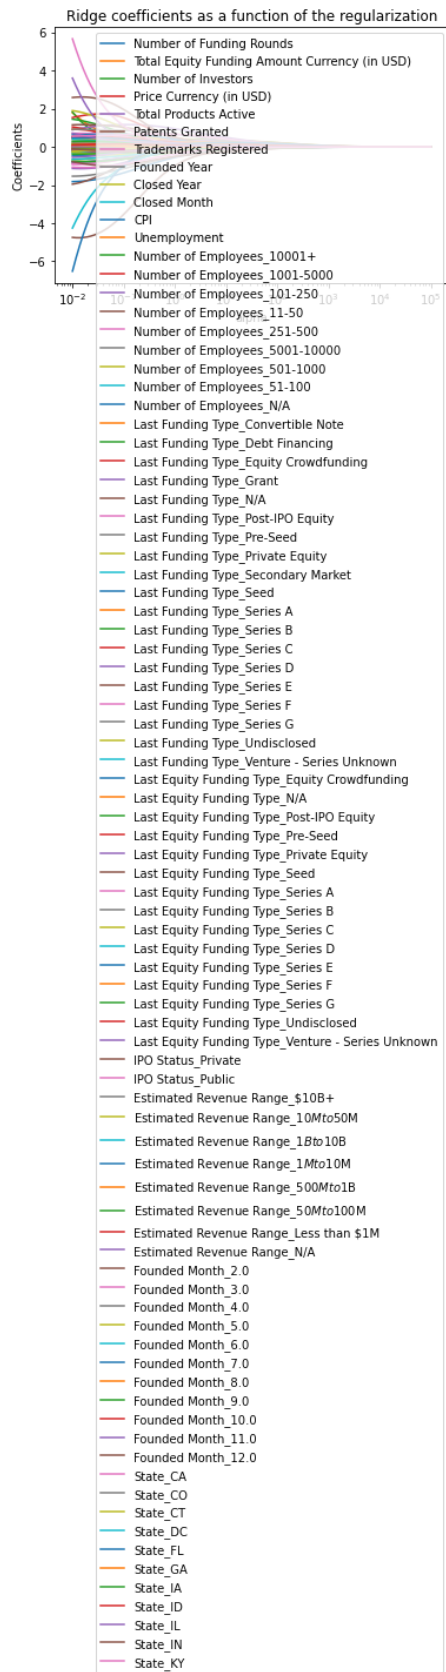 Ridge coefficients as a function of the regularization
Coefficients
6
4
2
0
−2
−4
−6
10⁻²
10⁻¹
10¹
10³
10⁴
10⁵
Number of Funding Rounds
Total Equity Funding Amount Currency (in USD)
Number of Investors
Price Currency (in USD)
Total Products Active
Patents Granted
Trademarks Registered
Founded Year
Closed Year
Closed Month
CPI
Unemployment
Number of Employees_10001+
Number of Employees_1001-5000
Number of Employees_101-250
Number of Employees_11-50
Number of Employees_251-500
Number of Employees_5001-10000
Number of Employees_501-1000
Number of Employees_51-100
Number of Employees_N/A
Last Funding Type_Convertible Note
Last Funding Type_Debt Financing
Last Funding Type_Equity Crowdfunding
Last Funding Type_Grant
Last Funding Type_N/A
Last Funding Type_Post-IPO Equity
Last Funding Type_Pre-Seed
Last Funding Type_Private Equity
Last Funding Type_Secondary Market
Last Funding Type_Seed
Last Funding Type_Series A
Last Funding Type_Series B
Last Funding Type_Series C
Last Funding Type_Series D
Last Funding Type_Series E
Last Funding Type_Series F
Last Funding Type_Series G
Last Funding Type_Undisclosed
Last Funding Type_Venture - Series Unknown
Last Equity Funding Type_Equity Crowdfunding
Last Equity Funding Type_N/A
Last Equity Funding Type_Post-IPO Equity
Last Equity Funding Type_Pre-Seed
Last Equity Funding Type_Private Equity
Last Equity Funding Type_Seed
Last Equity Funding Type_Series A
Last Equity Funding Type_Series B
Last Equity Funding Type_Series C
Last Equity Funding Type_Series D
Last Equity Funding Type_Series E
Last Equity Funding Type_Series F
Last Equity Funding Type_Series G
Last Equity Funding Type_Undisclosed
Last Equity Funding Type_Venture - Series Unknown
IPO Status_Private
IPO Status_Public
Estimated Revenue Range_$10B+
Estimated Revenue Range_10Mto50M
Estimated Revenue Range_1Bto10B
Estimated Revenue Range_1Mto10M
Estimated Revenue Range_500Mto1B
Estimated Revenue Range_50Mto100M
Estimated Revenue Range_Less than $1M
Estimated Revenue Range_N/A
Founded Month_2.0
Founded Month_3.0
Founded Month_4.0
Founded Month_5.0
Founded Month_6.0
Founded Month_7.0
Founded Month_8.0
Founded Month_9.0
Founded Month_10.0
Founded Month_11.0
Founded Month_12.0
State_CA
State_CO
State_CT
State_DC
State_FL
State_GA
State_IA
State_ID
State_IL
State_IN
State_KY